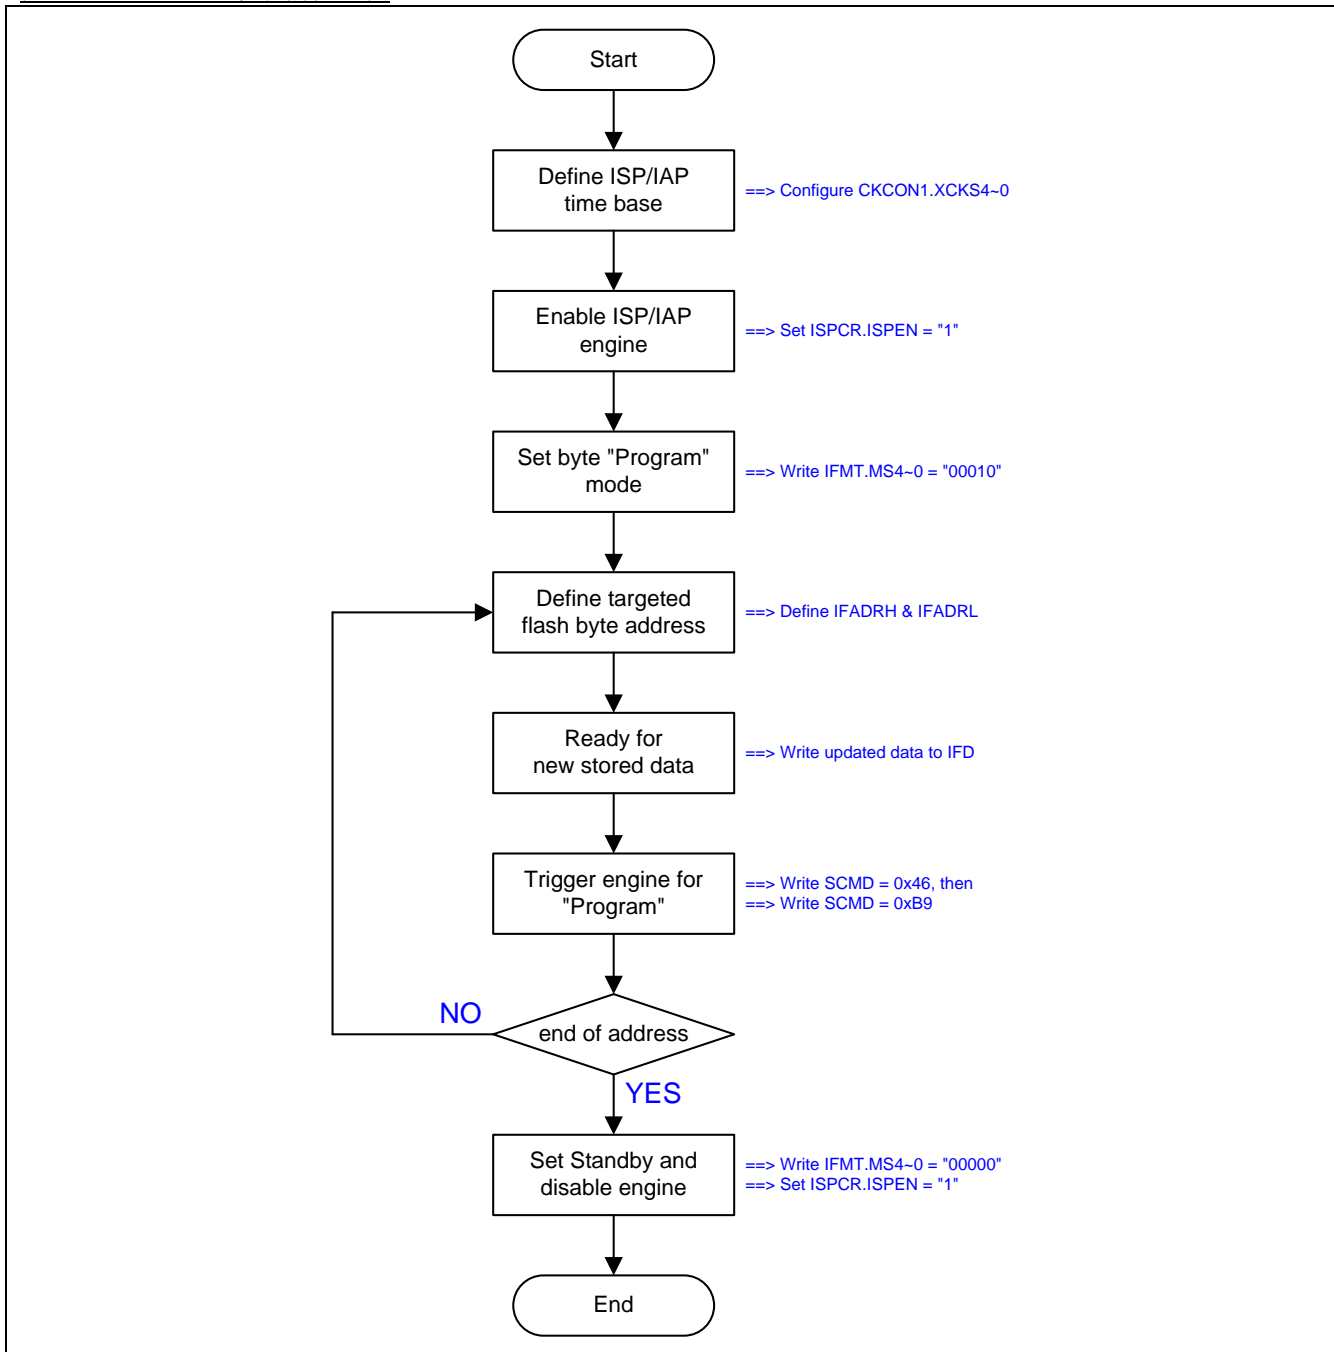 Start
Define ISP/IAP
time base
==> Configure CKCON1.XCKS4~0
Enable ISP/IAP
engine
==> Set ISPCR.ISPEN = "1"
Set byte "Program"
mode
==> Write IFMT.MS4~0 = "00010"
Define targeted
flash byte address
==> Define IFADRH & IFADRL
Ready for
new stored data
==> Write updated data to IFD
Trigger engine for
"Program"
==> Write SCMD = 0x46, then
==> Write SCMD = 0xB9
NO
end of address
YES
Set Standby and
disable engine
==> Write IFMT.MS4~0 = "00000"
==> Set ISPCR.ISPEN = "1"
End